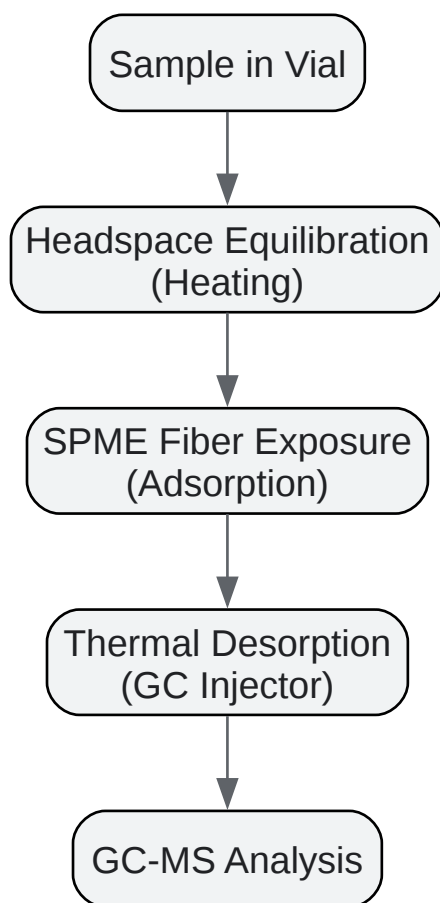 Sample in Vial
Headspace Equilibration
(Heating)
SPME Fiber Exposure
(Adsorption)
Thermal Desorption
(GC Injector)
GC-MS Analysis